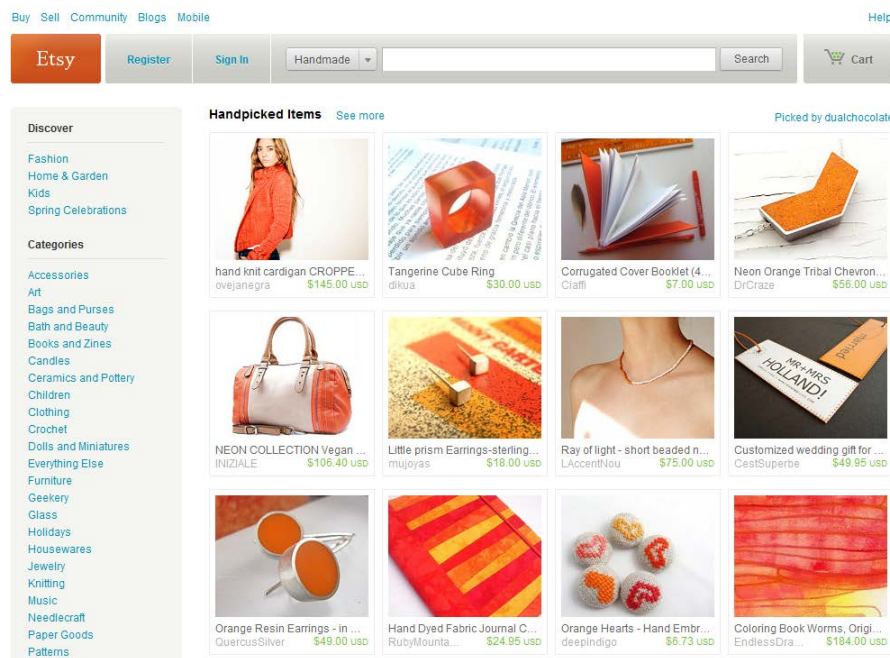 Buy Sell Community Blogs Mobile
Help
Etsy
Register
Sign In
Handmade
Search
Cart
Discover
Fashion
Home & Garden
Kids
Spring Celebrations
Categories
Accessories
Art
Bags and Purses
Bath and Beauty
Books and Zines
Candles
Ceramics and Pottery
Children
Clothing
Crochet
Dolls and Miniatures
Everything Else
Furniture
Geekery
Glass
Holidays
Housewares
Jewelry
Knitting
Music
Needlecraft
Paper Goods
Patterns
Handpicked Items See more
Picked by dualchocolate
hand knit cardigan CROPPE...
ovejanegra $145.00 USD
Tangerine Cube Ring
dikua $30.00 USD
Corrugated Cover Booklet (4...
Claffi $7.00 USD
Neon Orange Tribal Chevron...
DrCraze $56.00 USD
NEON COLLECTION Vegan ...
INIZIALE $106.40 USD
Little prism Earrings-sterling...
mujoyas $18.00 USD
Ray of light - short beaded n...
LAccentNou $75.00 USD
MR+MRS
HOLLAND!
married
Customized wedding gift for ...
CestSuperbe $49.95 USD
Orange Resin Earrings - in ...
QuercusSilver $49.00 USD
Hand Dyed Fabric Journal C...
RubyMounta... $24.95 USD
Orange Hearts - Hand Embr...
deepindigo $6.73 USD
Coloring Book Worms, Origi...
EndlessDra... $184.00 USD